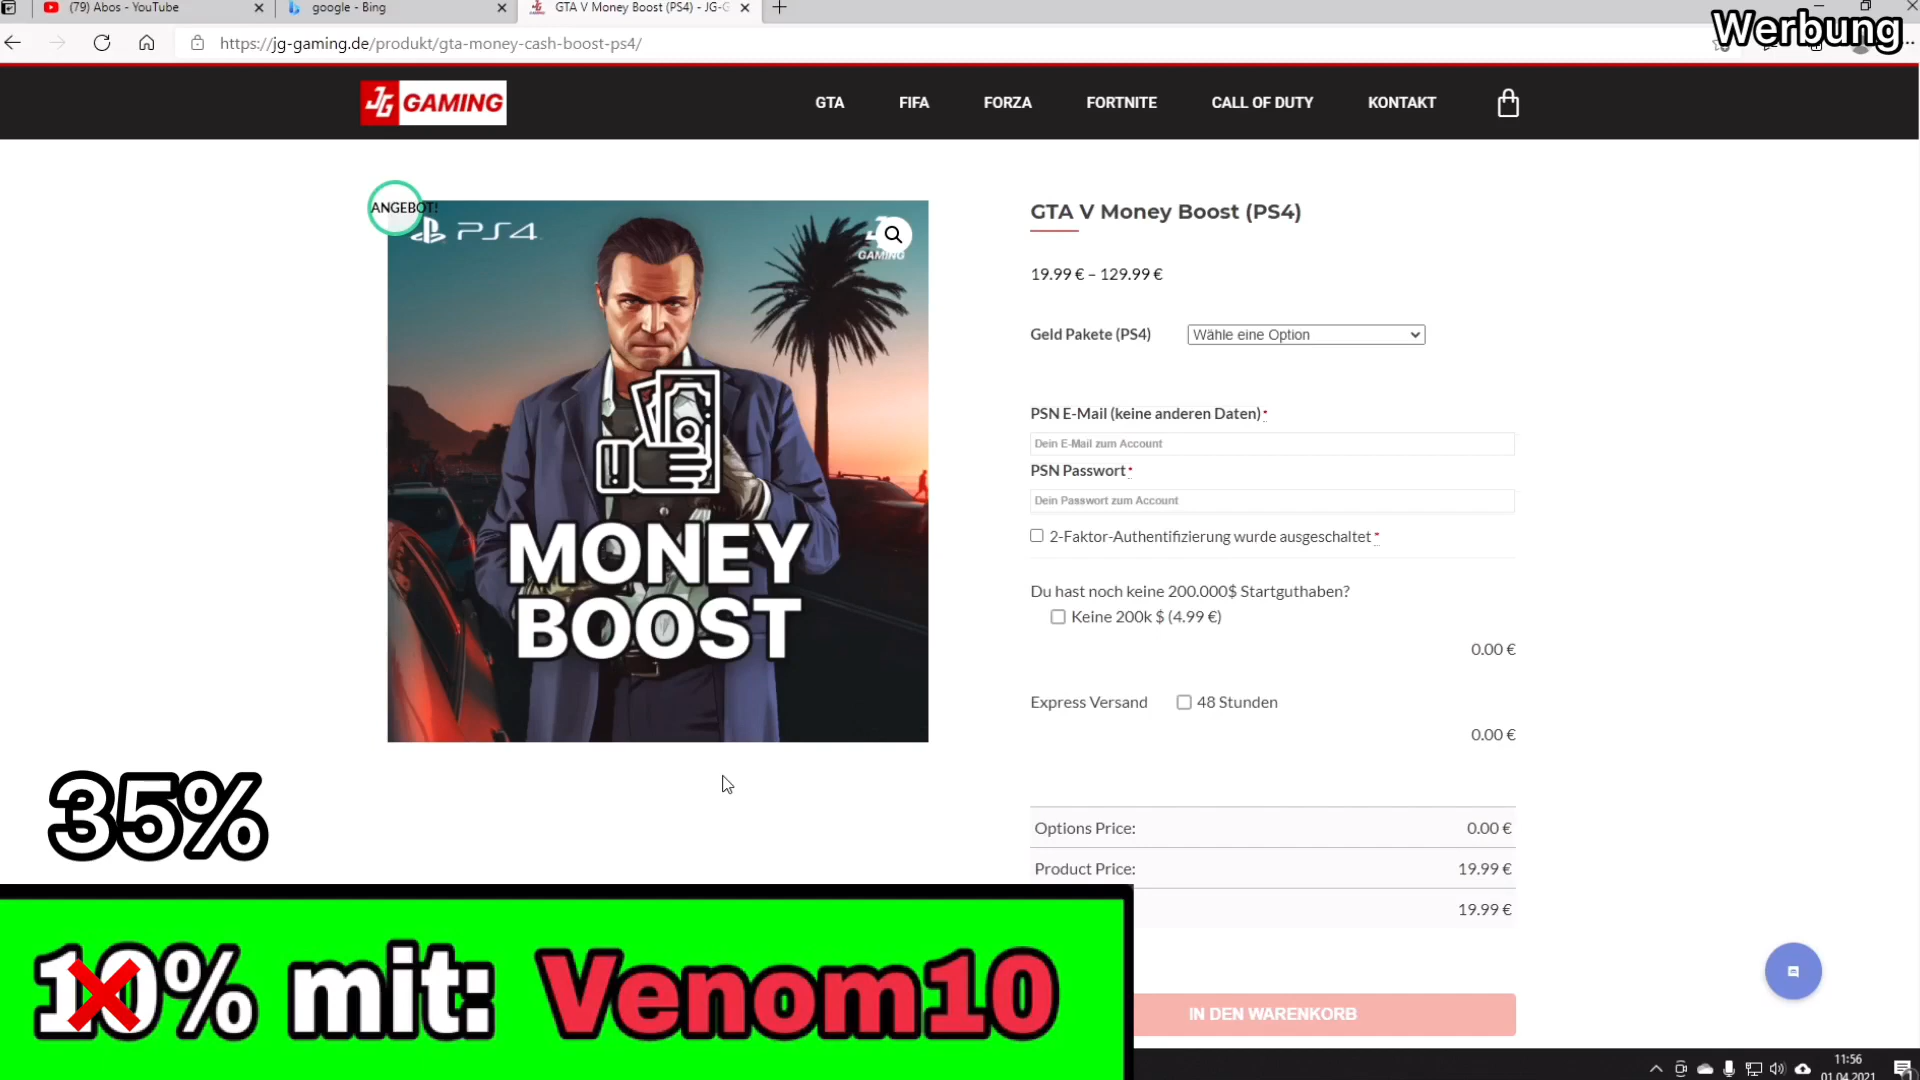 (79) Abos - YouTube
google - Bing
GTA V Money Boost (PS4) - JG-G
Werbung
https://jg-gaming.de/produkt/gta-money-cash-boost-ps4/
JG GAMING
GTA
FIFA
FORZA
FORTNITE
CALL OF DUTY
KONTAKT
ANGEBOT!
PS4
GAMING
MONEY
BOOST
GTA V Money Boost (PS4)
19.99 € – 129.99 €
Geld Pakete (PS4)
Wähle eine Option
PSN E-Mail (keine anderen Daten) *
Dein E-Mail zum Account
PSN Passwort *
Dein Passwort zum Account
2-Faktor-Authentifizierung wurde ausgeschaltet *
Du hast noch keine 200.000$ Startguthaben?
Keine 200k $ (4.99 €)
0.00 €
Express Versand
48 Stunden
0.00 €
Options Price:
0.00 €
Product Price:
19.99 €
19.99 €
35%
10% mit: Venom10
IN DEN WARENKORB
11:56
01.04.2021